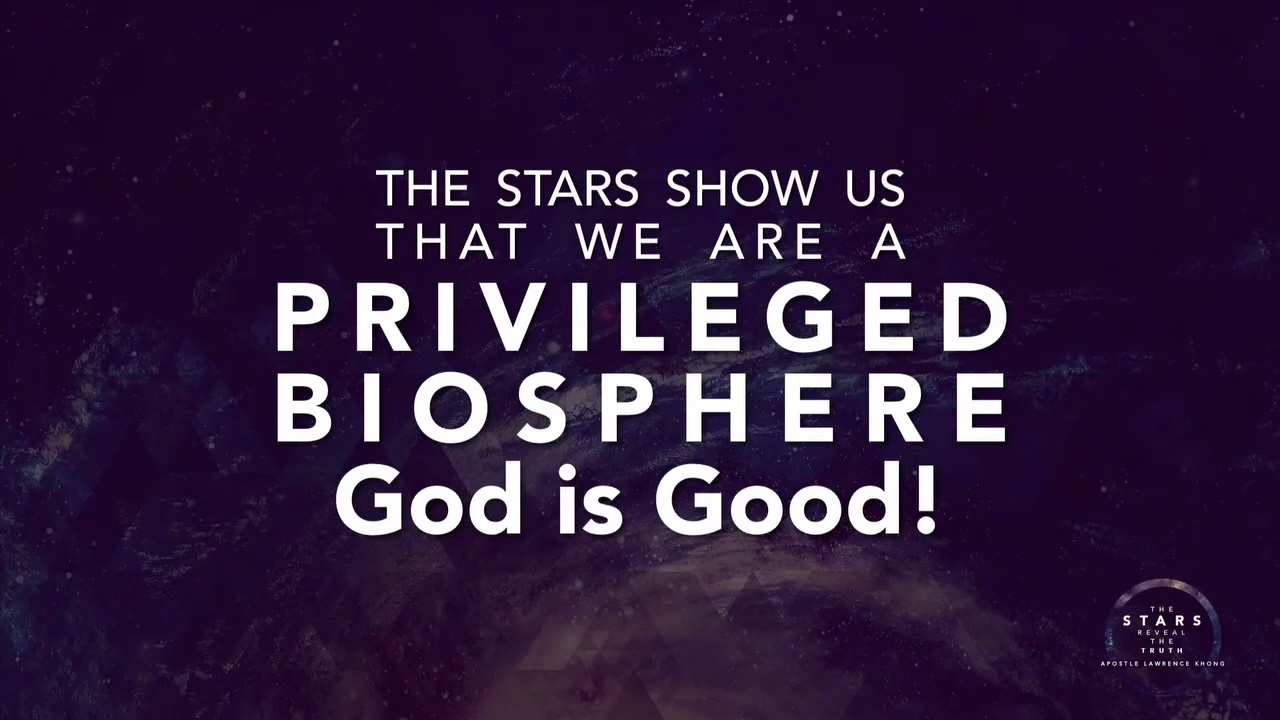 THE STARS SHOW US
THAT WE ARE A
PRIVILEGED
BIOSPHERE
God is Good!
THE
STARS
REVEAL
THE
TRUTH
APOSTLE LAWRENCE KHONG